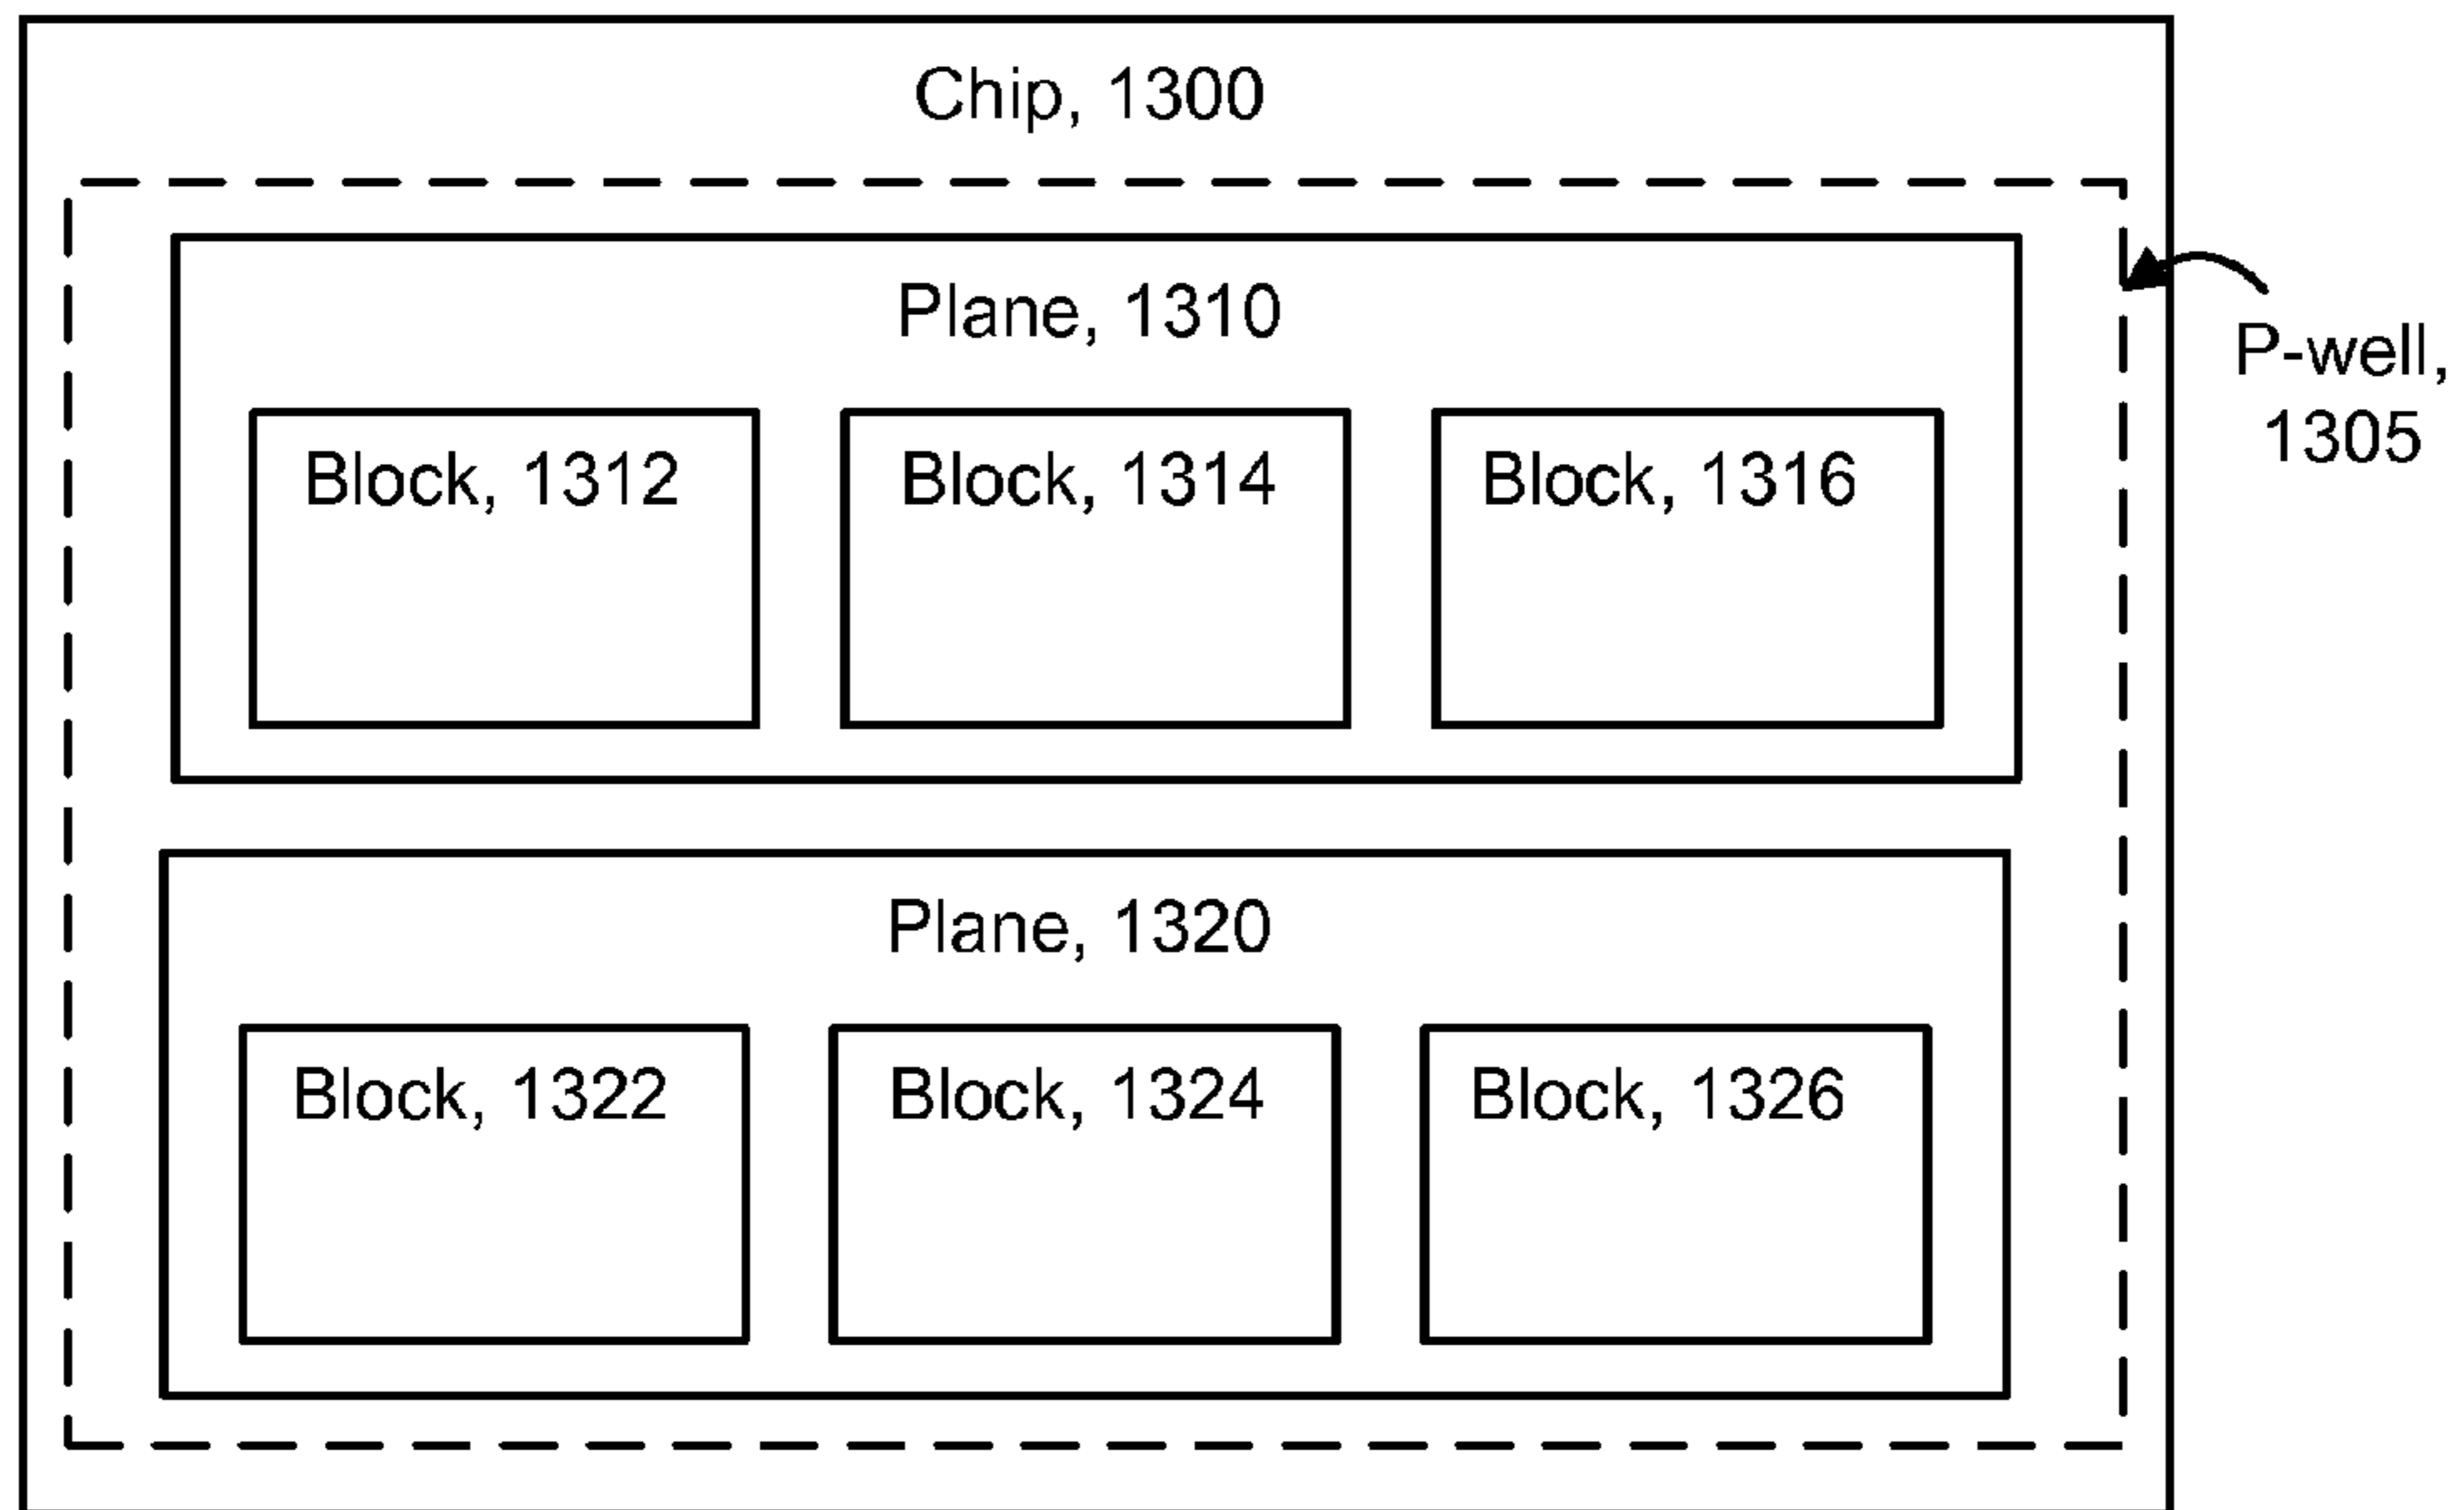 Chip, 1300
Plane, 1310
P-well,
1305
Block, 1312
Block, 1314
Block, 1316
Plane, 1320
Block, 1322
Block, 1324
Block, 1326